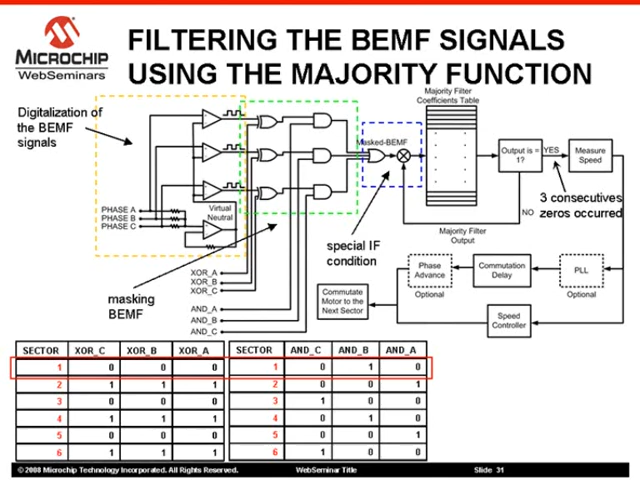 MICROCHIP
WebSeminars
FILTERING THE BEMF SIGNALS
USING THE MAJORITY FUNCTION
Digitalization of
the BEMF
signals
Majority Filter
Coefficients Table
Masked-BEMF
Output is =
1?
YES
Measure
Speed
NO
3 consecutives
zeros occurred
PHASE A
PHASE B
PHASE C
Virtual
Neutral
Majority Filter
Output
special IF
condition
masking
BEMF
XOR_A
XOR_B
XOR_C
AND_A
AND_B
AND_C
Phase
Advance
Optional
Commutation
Delay
PLL
Optional
Commutate
Motor to the
Next Sector
Speed
Controller
SECTOR XOR_C XOR_B XOR_A
1 0 0 0
2 1 1 1
3 0 0 0
4 1 1 1
5 0 0 0
6 1 1 1
SECTOR AND_C AND_B AND_A
1 0 1 0
2 0 0 1
3 1 0 0
4 0 1 0
5 0 0 1
6 1 0 0
© 2008 Microchip Technology Incorporated. All Rights Reserved. WebSeminar Title Slide 31